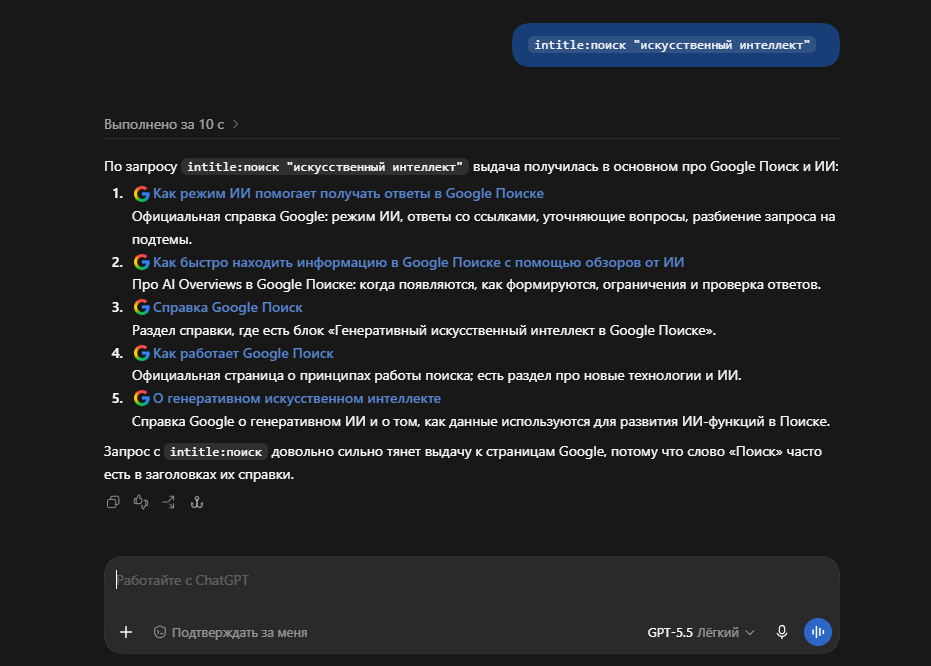 intitle:поиск "искусственный интеллект"
Выполнено за 10 с
По запросу intitle:поиск "искусственный интеллект" выдача получилась в основном про Google Поиск и ИИ:
1. Как режим ИИ помогает получать ответы в Google Поиске
Официальная справка Google: режим ИИ, ответы со ссылками, уточняющие вопросы, разбиение запроса на
подтемы.
2. Как быстро находить информацию в Google Поиске с помощью обзоров от ИИ
Про AI Overviews в Google Поиске: когда появляются, как формируются, ограничения и проверка ответов.
3. Справка Google Поиск
Раздел справки, где есть блок «Генеративный искусственный интеллект в Google Поиске».
4. Как работает Google Поиск
Официальная страница о принципах работы поиска; есть раздел про новые технологии и ИИ.
5. О генеративном искусственном интеллекте
Справка Google о генеративном ИИ и о том, как данные используются для развития ИИ-функций в Поиске.
Запрос с intitle:поиск довольно сильно тянет выдачу к страницам Google, потому что слово «Поиск» часто
есть в заголовках их справки.
Работайте с ChatGPT
Подтверждать за меня GPT-5.5 Лёгкий